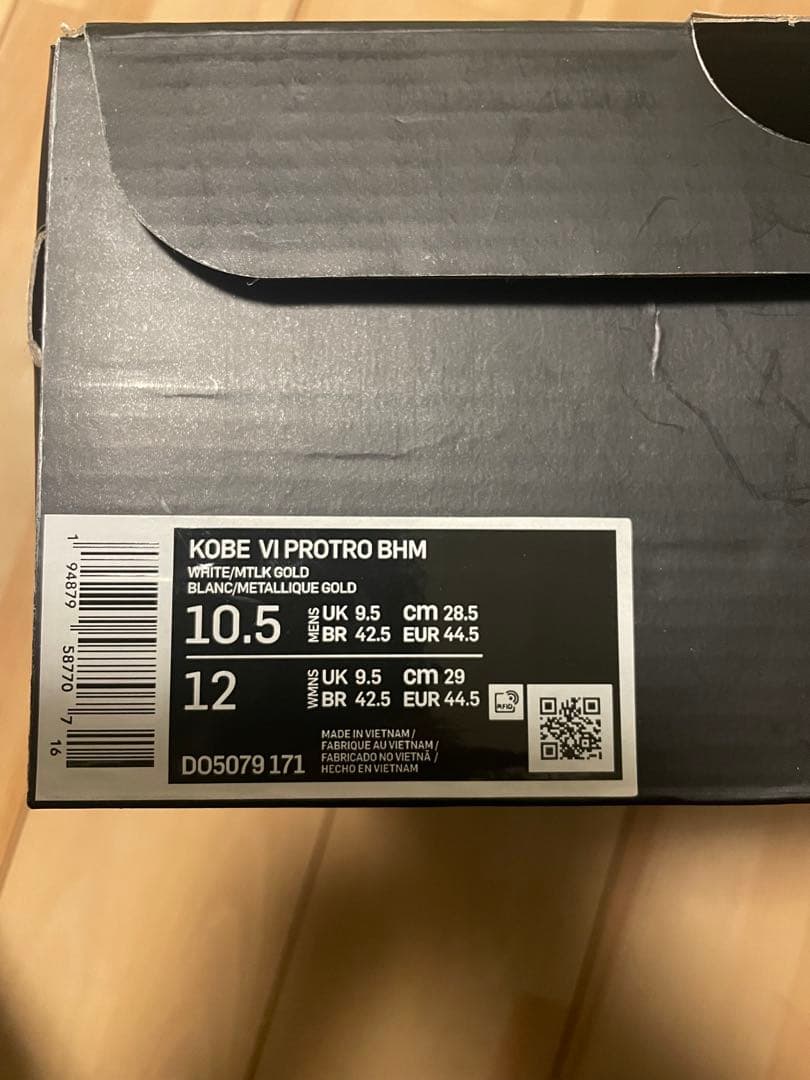 KOBE VI PROTRO BHM
WHITE/MTLK GOLD
BLANC/METALLIQUE GOLD
10.5 MENS UK 9.5 cm 28.5
BR 42.5 EUR 44.5
12 WMNS UK 9.5 cm 29
BR 42.5 EUR 44.5
RFID
DO5079 171
MADE IN VIETNAM /
FABRIQUE AU VIETNAM /
FABRICADO NO VIETNÃ /
HECHO EN VIETNAM
1 94879 58770 7 16